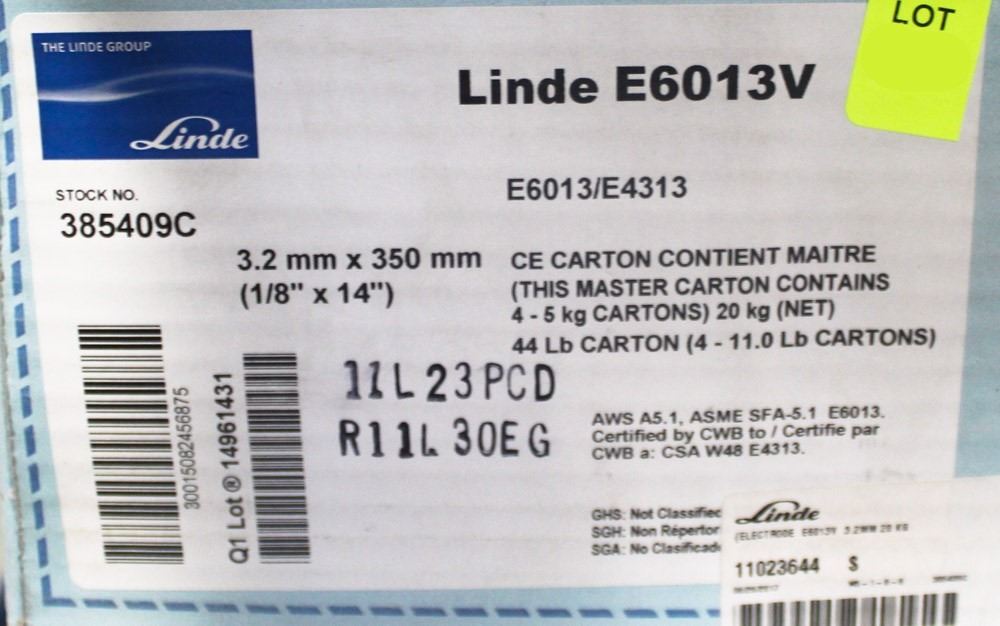 LOT
THE LINDE GROUP
Linde
Linde E6013V
STOCK NO.
385409C
E6013/E4313
3.2 mm x 350 mm
(1/8" x 14")
CE CARTON CONTIENT MAITRE
(THIS MASTER CARTON CONTAINS
4 - 5 kg CARTONS) 20 kg (NET)
44 Lb CARTON (4 - 11.0 Lb CARTONS)
30015082456875
Q1 Lot ® 14961431
11L23PCD
R11L30EG
AWS A5.1, ASME SFA-5.1 E6013.
Certified by CWB to / Certifie par
CWB a: CSA W48 E4313.
GHS: Not Classified
SGH: Non Répertor
SGA: No Clasificad
Linde
(ELECTRODE E6013V 3.2MM 20 KG
11023644 S